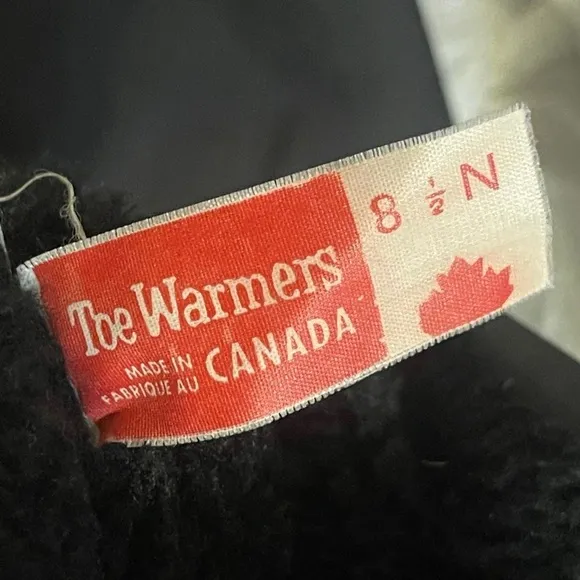 Toe Warmers
MADE IN
FABRIQUE AU
CANADA
8 ½ N